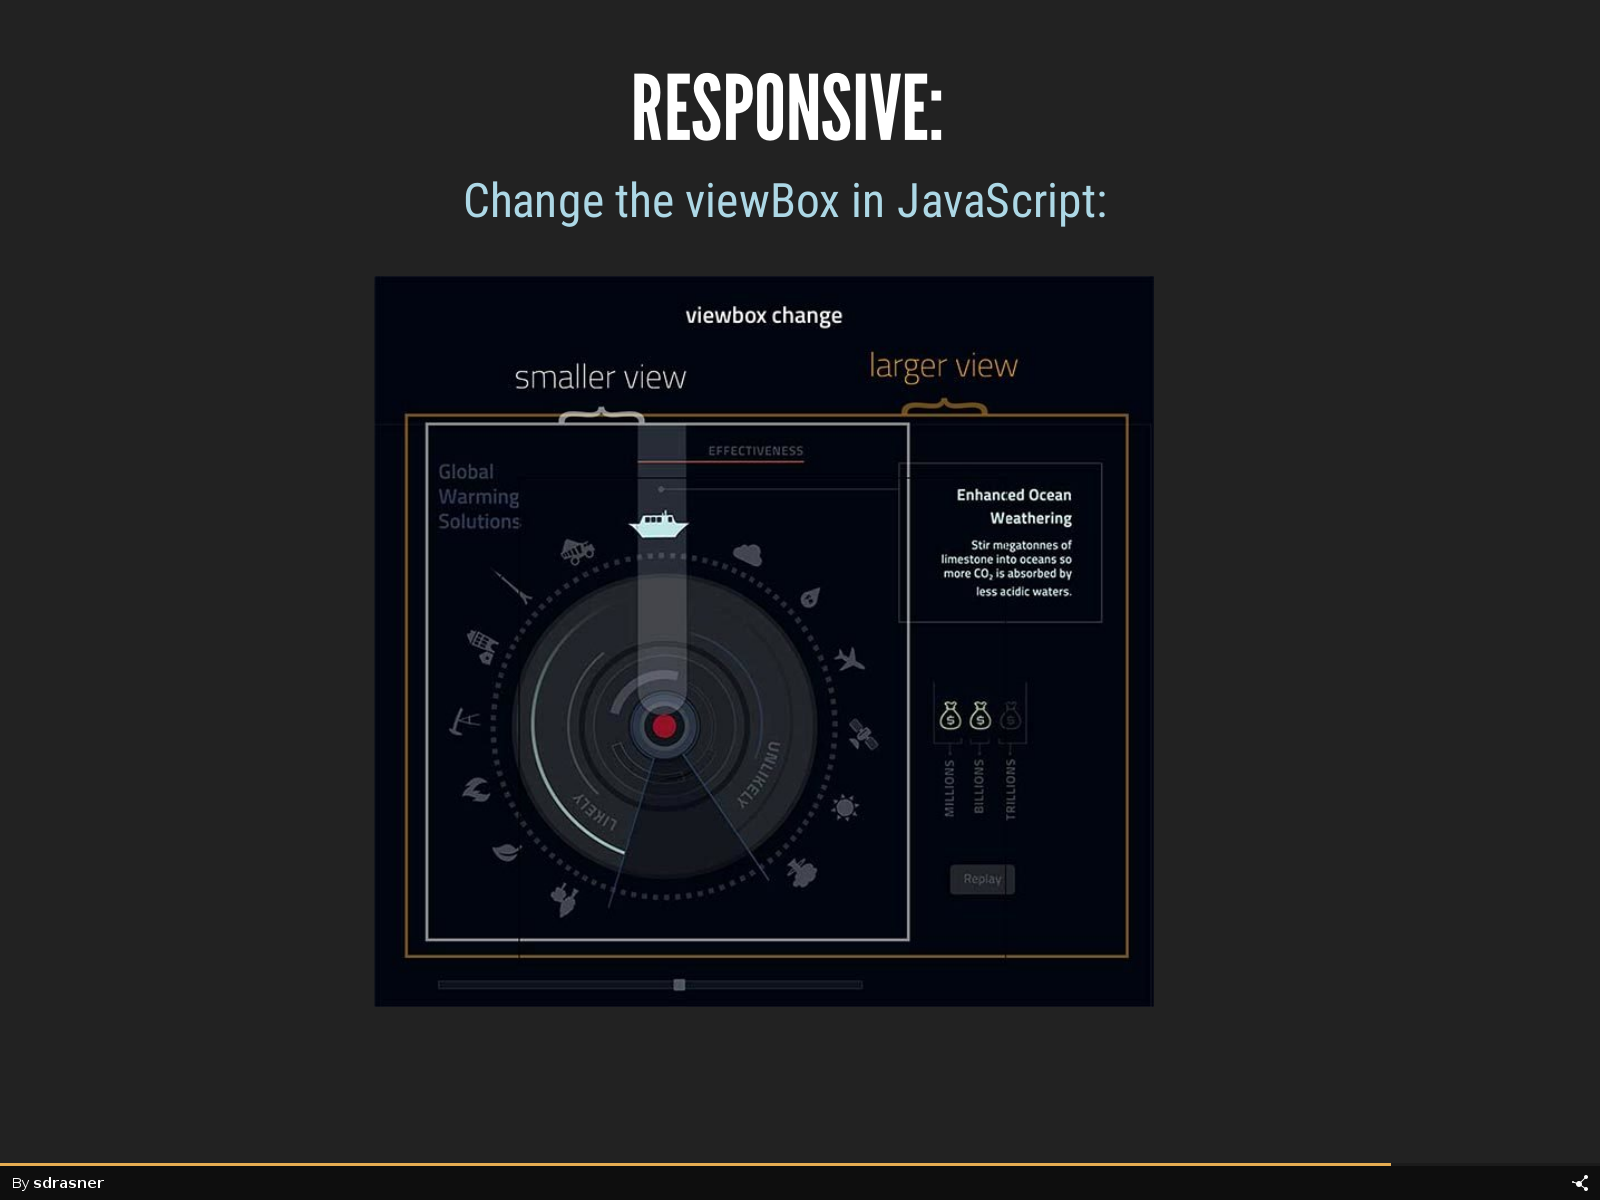 RESPONSIVE:
Change the viewBox in JavaScript:
viewbox change
smaller view
larger view
EFFECTIVENESS
Global
Warming
Solutions
Enhanced Ocean
Weathering
Stir megatonnes of
limestone into oceans so
more CO₂ is absorbed by
less acidic waters.
LIKELY
UNLIKELY
$ $ $
MILLIONS
BILLIONS
TRILLIONS
Replay
By sdrasner